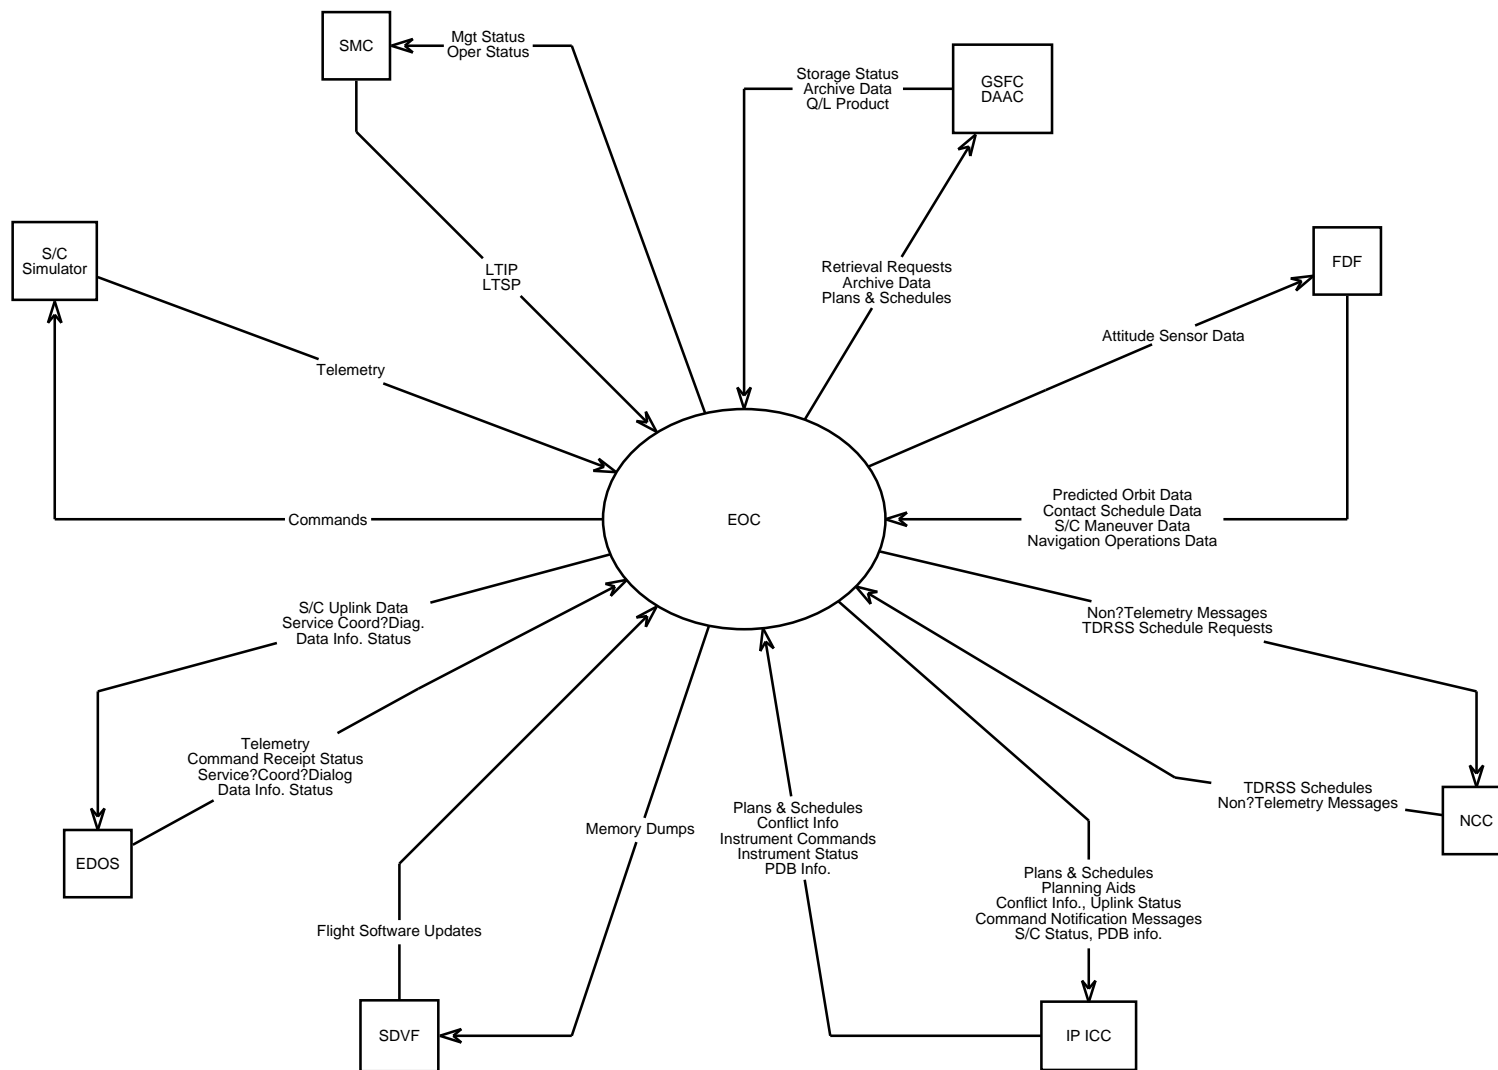 SMC
Mgt Status
Oper Status
Storage Status
Archive Data
Q/L Product
GSFC
DAAC
S/C
Simulator
LTIP
LTSP
Retrieval Requests
Archive Data
Plans & Schedules
FDF
Attitude Sensor Data
Telemetry
Commands
EOC
Predicted Orbit Data
Contact Schedule Data
S/C Maneuver Data
Navigation Operations Data
S/C Uplink Data
Service Coord?Diag.
Data Info. Status
Non?Telemetry Messages
TDRSS Schedule Requests
Telemetry
Command Receipt Status
Service?Coord?Dialog
Data Info. Status
TDRSS Schedules
Non?Telemetry Messages
NCC
EDOS
Memory Dumps
Plans & Schedules
Conflict Info
Instrument Commands
Instrument Status
PDB Info.
Plans & Schedules
Planning Aids
Conflict Info., Uplink Status
Command Notification Messages
S/C Status, PDB info.
Flight Software Updates
SDVF
IP ICC